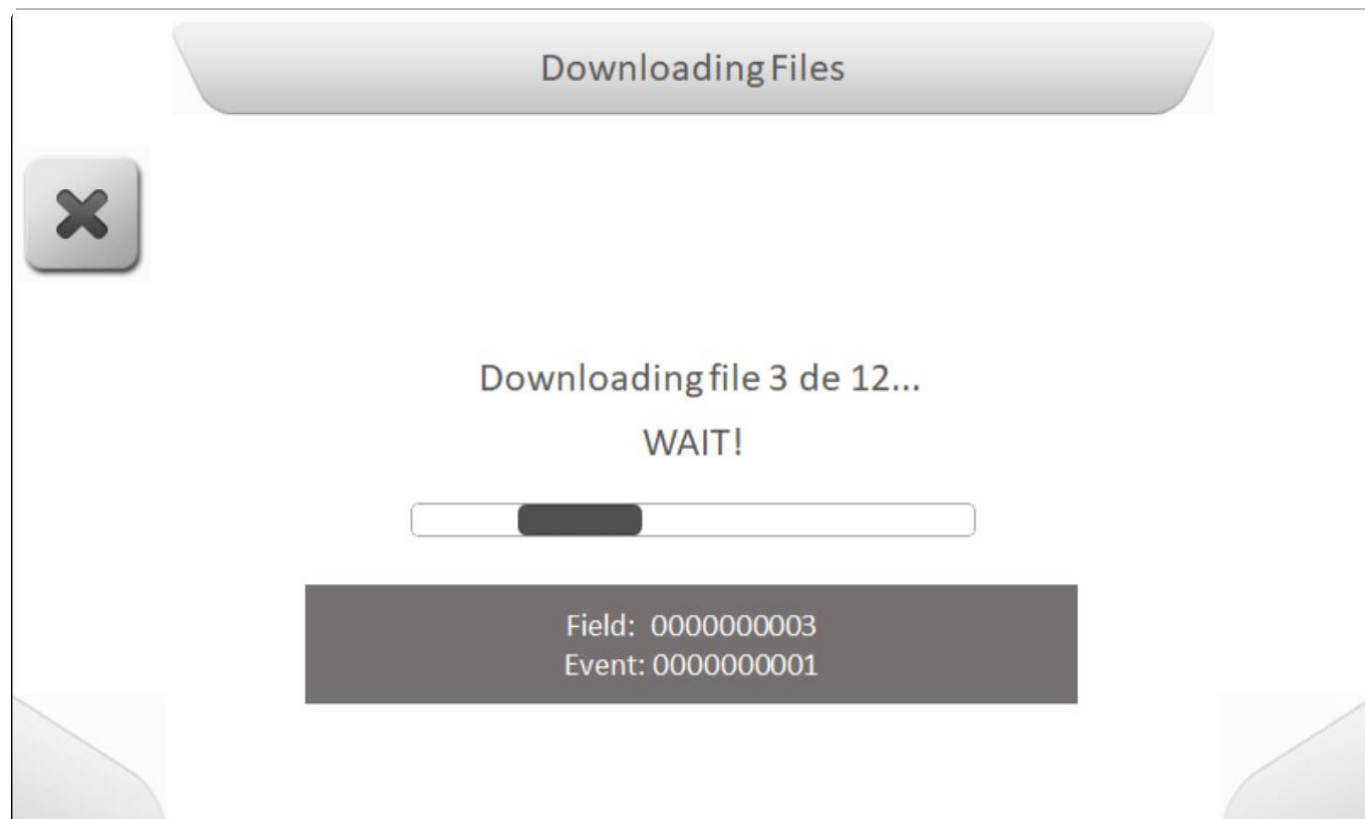 Downloading Files
Downloading file 3 de 12...
WAIT!
Field: 0000000003
Event: 0000000001